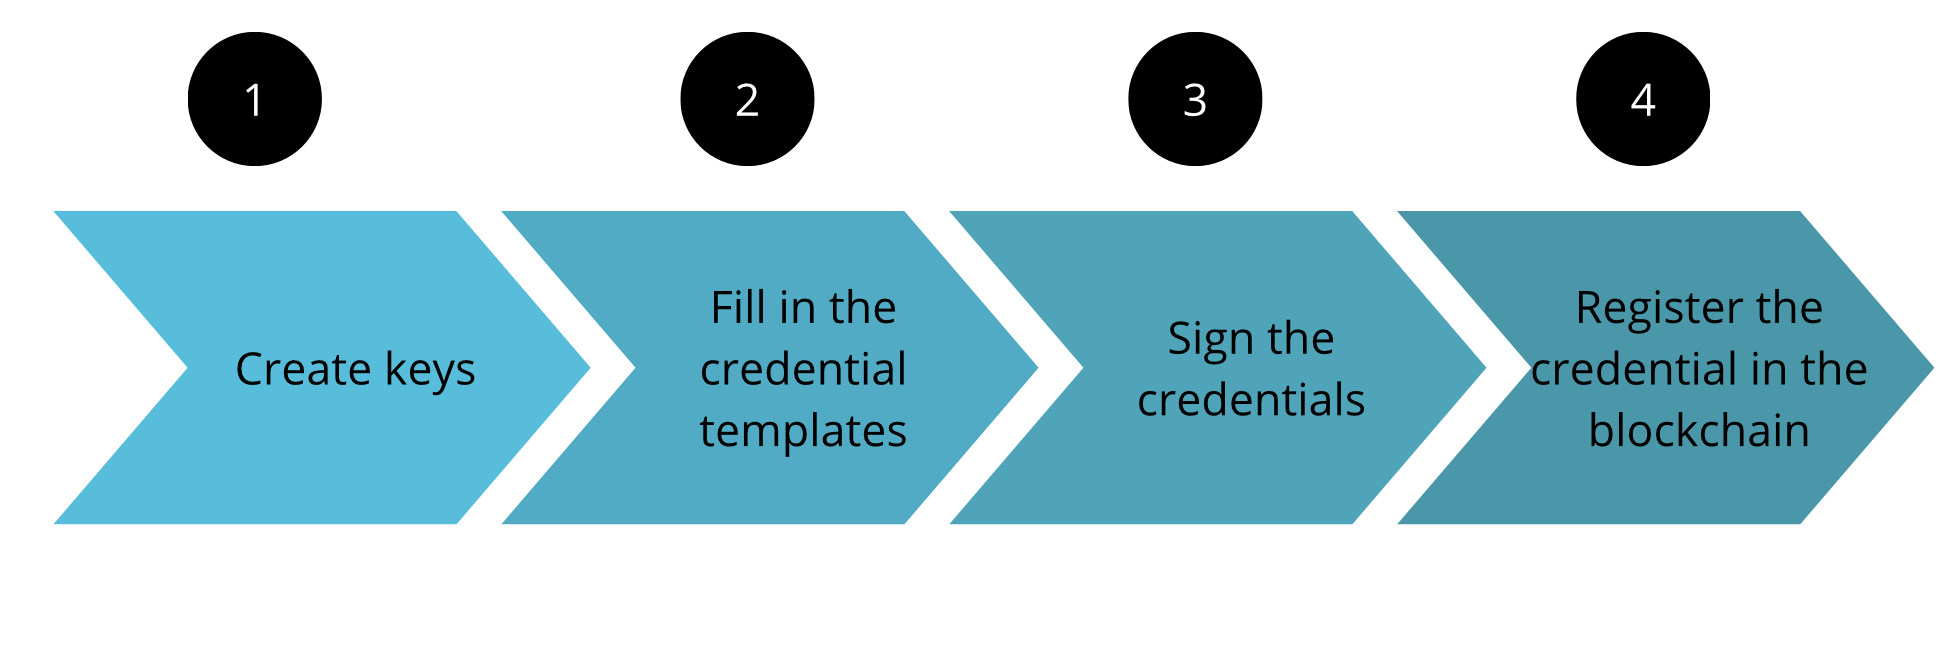 1
2
3
4
Create keys
Fill in the
credential
templates
Sign the
credentials
Register the
credential in the
blockchain